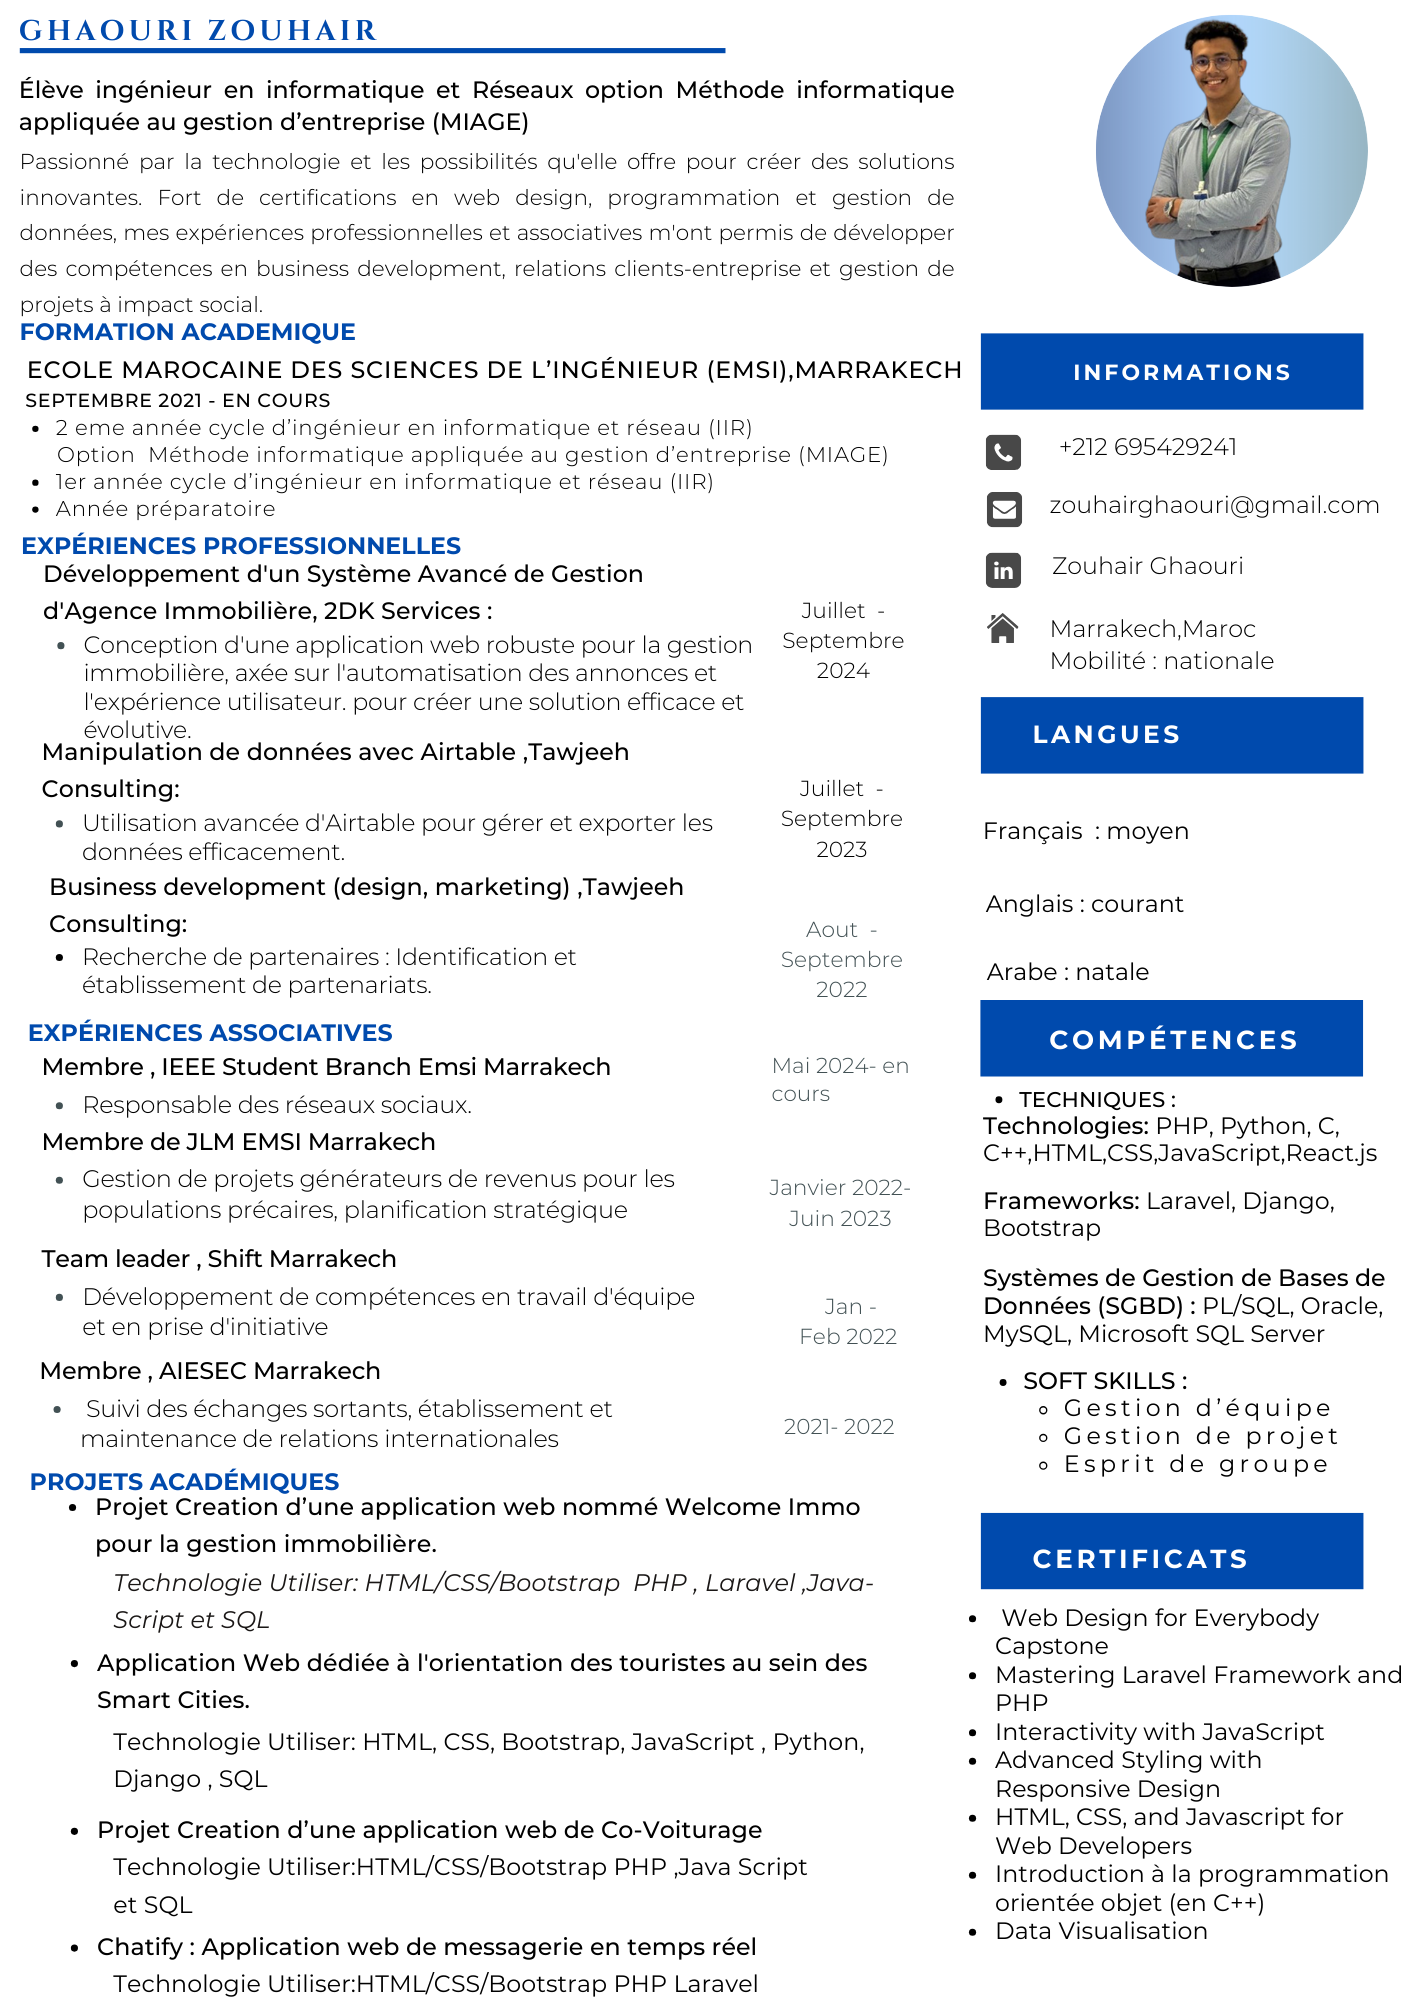 GHAOURI ZOUHAIR
Élève ingénieur en informatique et Réseaux option Méthode informatique
appliquée au gestion d’entreprise (MIAGE)
Passionné par la technologie et les possibilités qu'elle offre pour créer des solutions
innovantes. Fort de certifications en web design, programmation et gestion de
données, mes expériences professionnelles et associatives m'ont permis de développer
des compétences en business development, relations clients-entreprise et gestion de
projets à impact social.
FORMATION ACADEMIQUE
ECOLE MAROCAINE DES SCIENCES DE L’INGÉNIEUR (EMSI),MARRAKECH
SEPTEMBRE 2021 - EN COURS
• 2 eme année cycle d’ingénieur en informatique et réseau (IIR)
Option Méthode informatique appliquée au gestion d’entreprise (MIAGE)
• 1er année cycle d’ingénieur en informatique et réseau (IIR)
• Année préparatoire
EXPÉRIENCES PROFESSIONNELLES
Développement d'un Système Avancé de Gestion
d'Agence Immobilière, 2DK Services :
• Conception d'une application web robuste pour la gestion
immobilière, axée sur l'automatisation des annonces et
l'expérience utilisateur. pour créer une solution efficace et
évolutive.
Juillet -
Septembre
2024
Manipulation de données avec Airtable ,Tawjeeh
Consulting:
• Utilisation avancée d'Airtable pour gérer et exporter les
données efficacement.
Juillet -
Septembre
2023
Business development (design, marketing) ,Tawjeeh
Consulting:
• Recherche de partenaires : Identification et
établissement de partenariats.
Aout -
Septembre
2022
EXPÉRIENCES ASSOCIATIVES
Membre , IEEE Student Branch Emsi Marrakech
• Responsable des réseaux sociaux.
Mai 2024- en
cours
Membre de JLM EMSI Marrakech
• Gestion de projets générateurs de revenus pour les
populations précaires, planification stratégique
Janvier 2022-
Juin 2023
Team leader , Shift Marrakech
• Développement de compétences en travail d'équipe
et en prise d'initiative
Jan -
Feb 2022
Membre , AIESEC Marrakech
• Suivi des échanges sortants, établissement et
maintenance de relations internationales
2021- 2022
PROJETS ACADÉMIQUES
• Projet Creation d’une application web nommé Welcome Immo
pour la gestion immobilière.
Technologie Utiliser: HTML/CSS/Bootstrap PHP , Laravel ,Java-
Script et SQL
• Application Web dédiée à l'orientation des touristes au sein des
Smart Cities.
Technologie Utiliser: HTML, CSS, Bootstrap, JavaScript , Python,
Django , SQL
• Projet Creation d’une application web de Co-Voiturage
Technologie Utiliser:HTML/CSS/Bootstrap PHP ,Java Script
et SQL
• Chatify : Application web de messagerie en temps réel
Technologie Utiliser:HTML/CSS/Bootstrap PHP Laravel
INFORMATIONS
+212 695429241
zouhairghaouri@gmail.com
in Zouhair Ghaouri
Marrakech,Maroc
Mobilité : nationale
LANGUES
Français : moyen
Anglais : courant
Arabe : natale
COMPÉTENCES
• TECHNIQUES :
Technologies: PHP, Python, C,
C++,HTML,CSS,JavaScript,React.js
Frameworks: Laravel, Django,
Bootstrap
Systèmes de Gestion de Bases de
Données (SGBD) : PL/SQL, Oracle,
MySQL, Microsoft SQL Server
• SOFT SKILLS :
◦ Gestion d’équipe
◦ Gestion de projet
◦ Esprit de groupe
CERTIFICATS
• Web Design for Everybody
Capstone
• Mastering Laravel Framework and
PHP
• Interactivity with JavaScript
• Advanced Styling with
Responsive Design
• HTML, CSS, and Javascript for
Web Developers
• Introduction à la programmation
orientée objet (en C++)
• Data Visualisation